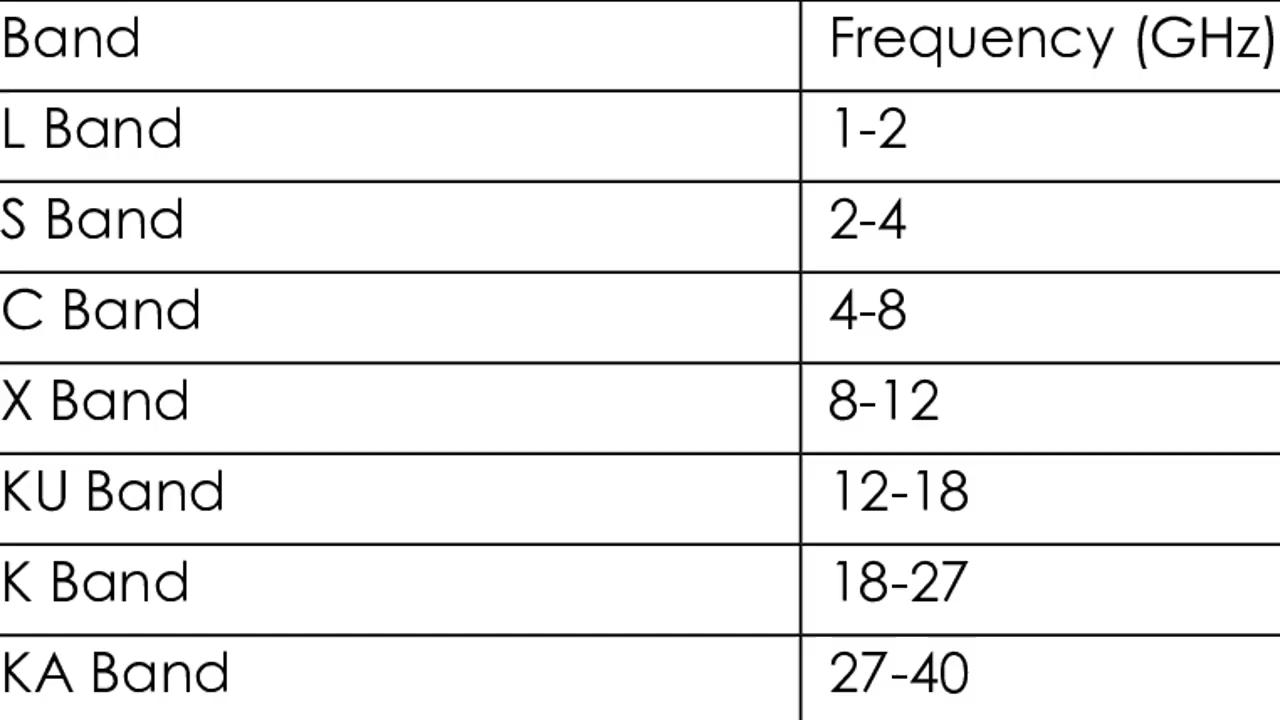 Band Frequency (GHz)
L Band 1-2
S Band 2-4
C Band 4-8
X Band 8-12
KU Band 12-18
K Band 18-27
KA Band 27-40